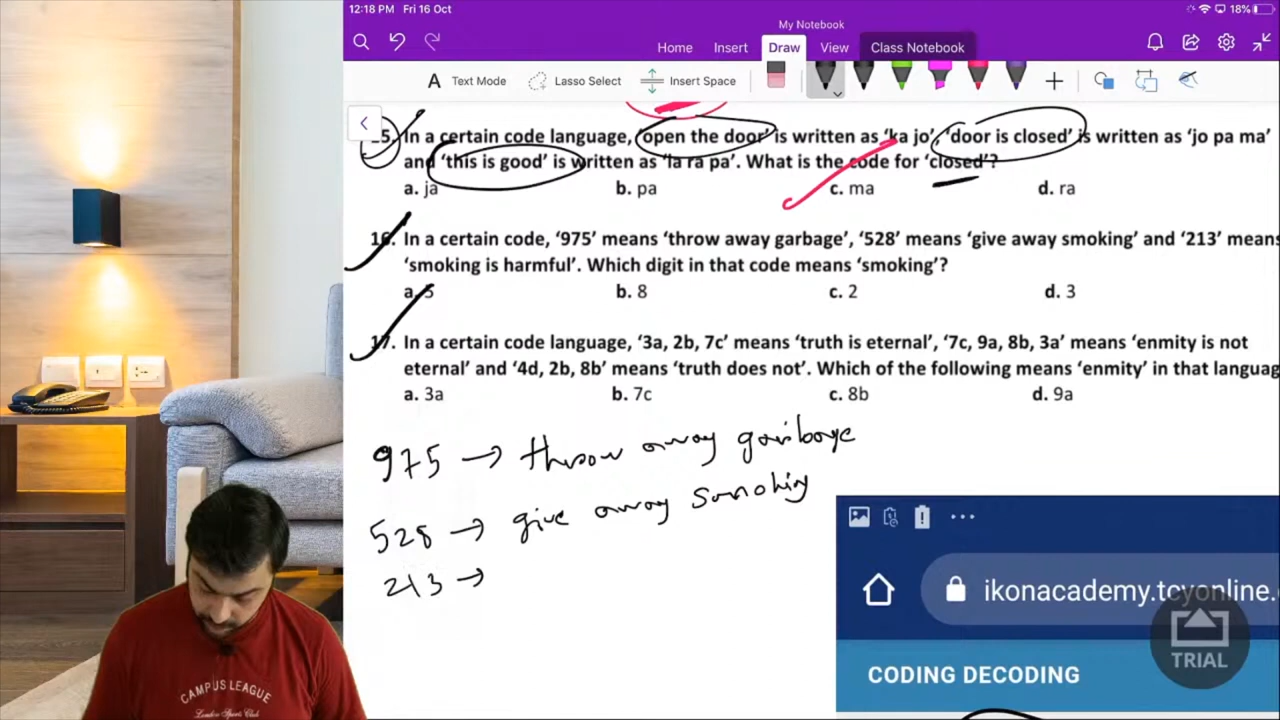 12:18 PM Fri 16 Oct
18%
My Notebook
Home Insert Draw View Class Notebook
Text Mode Lasso Select Insert Space
5. In a certain code language, ‘open the door’ is written as ‘ka jo’, ‘door is closed’ is written as ‘jo pa ma’
and ‘this is good’ is written as ‘la ra pa’. What is the code for ‘closed’?
a. ja b. pa c. ma d. ra
16. In a certain code, ‘975’ means ‘throw away garbage’, ‘528’ means ‘give away smoking’ and ‘213’ means
‘smoking is harmful’. Which digit in that code means ‘smoking’?
a. 5 b. 8 c. 2 d. 3
17. In a certain code language, ‘3a, 2b, 7c’ means ‘truth is eternal’, ‘7c, 9a, 8b, 3a’ means ‘enmity is not
eternal’ and ‘4d, 2b, 8b’ means ‘truth does not’. Which of the following means ‘enmity’ in that languag
a. 3a b. 7c c. 8b d. 9a
975 → throw away garbage
528 → give away smoking
213 →
ikonacademy.tcyonline.
TRIAL
CODING DECODING
CAMPUS LEAGUE
London Sports Club